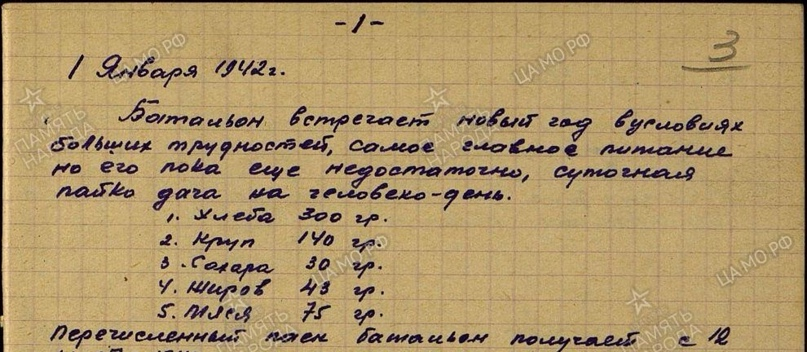 -1-
3
1 Января 1942г.
Батальон встречает новый год вусловиях
больших трудностей, самое главное питание
но его пока еще недостаточно, суточная
пайко дача на человеко-день.
1. Хлеба 300 гр.
2. Круп 140 гр.
3. Сахара 30 гр.
4. Жиров 43 гр.
5. Мяся 75 гр.
Перечисленный паек батальон получает с 12
ПАМЯТЬ НАРОДА
ЦАМО.РФ